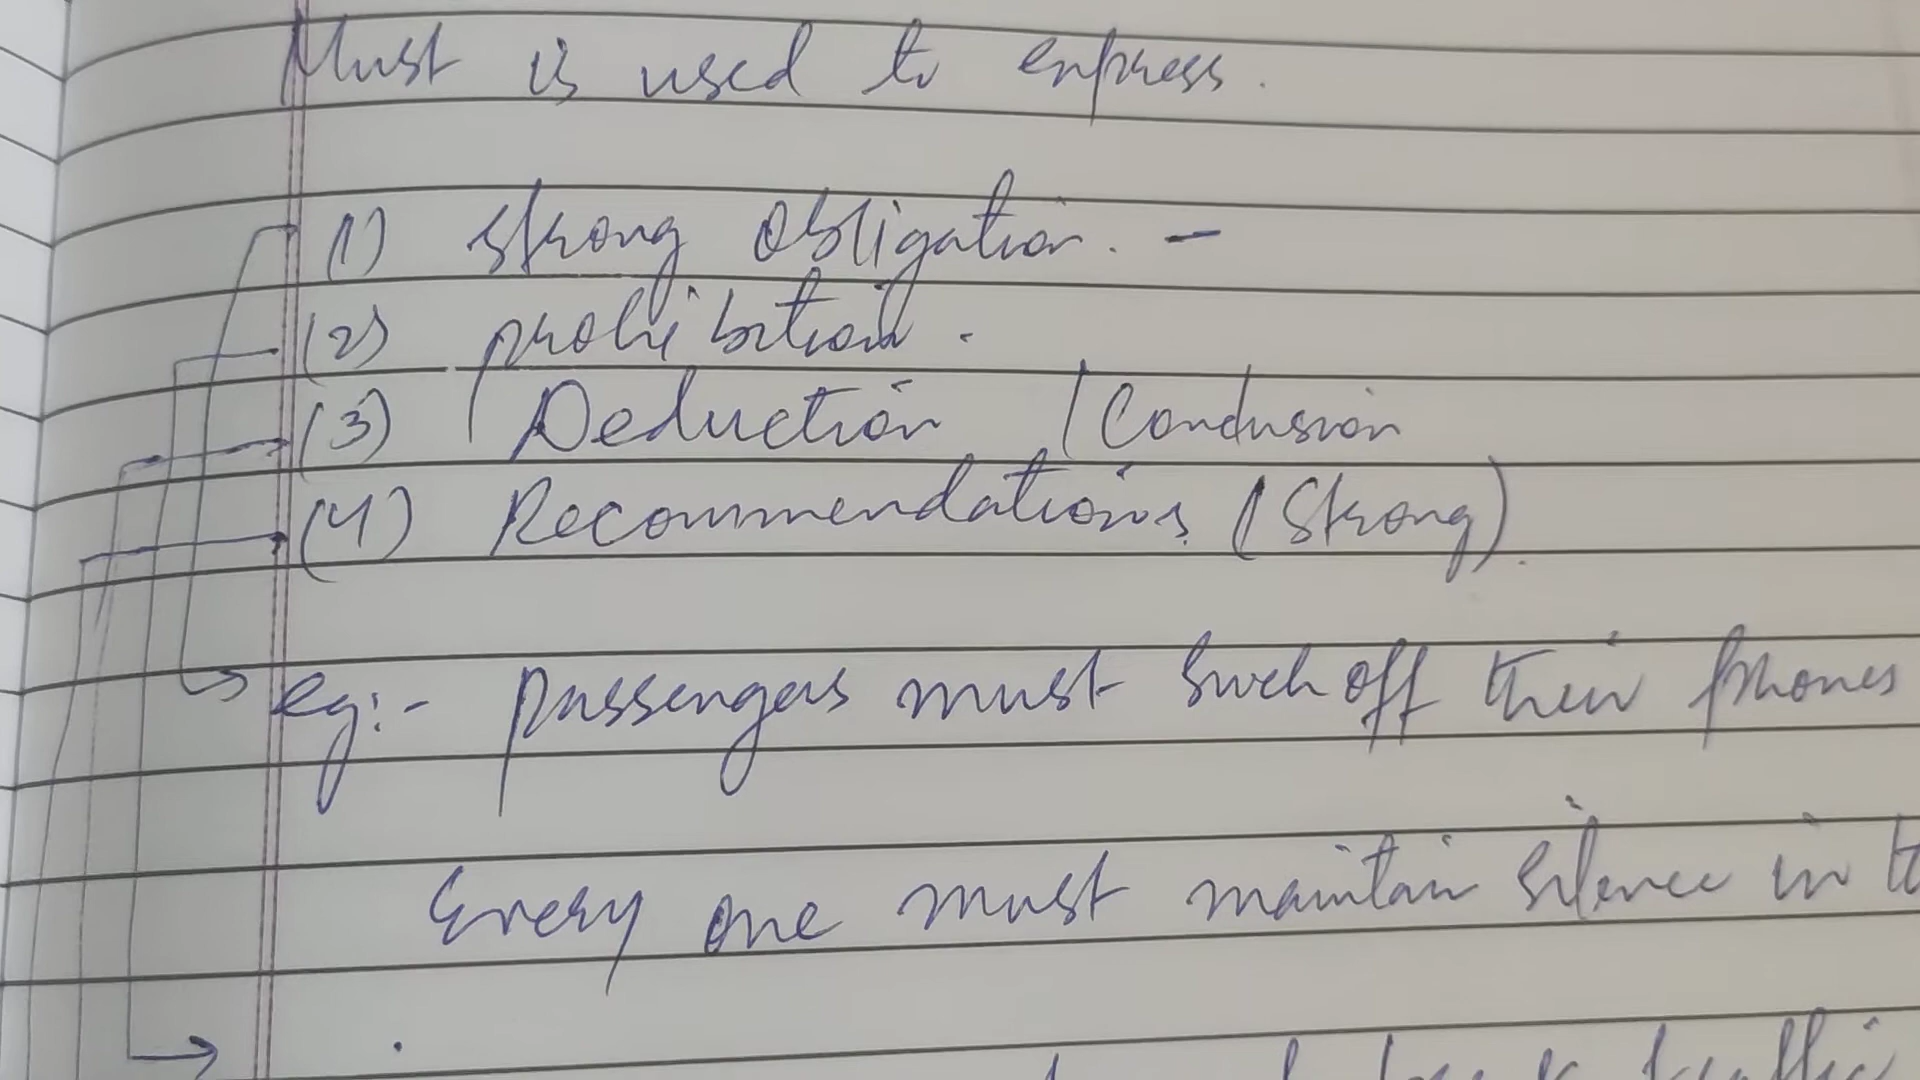 Must is used to express.
(1) strong obligation. -
(2) prohibition.
(3) Deduction / Conclusion
(4) Recommendations (Strong).
eg:- passengers must swich off their phones
Every one must maintain silence in
traffic